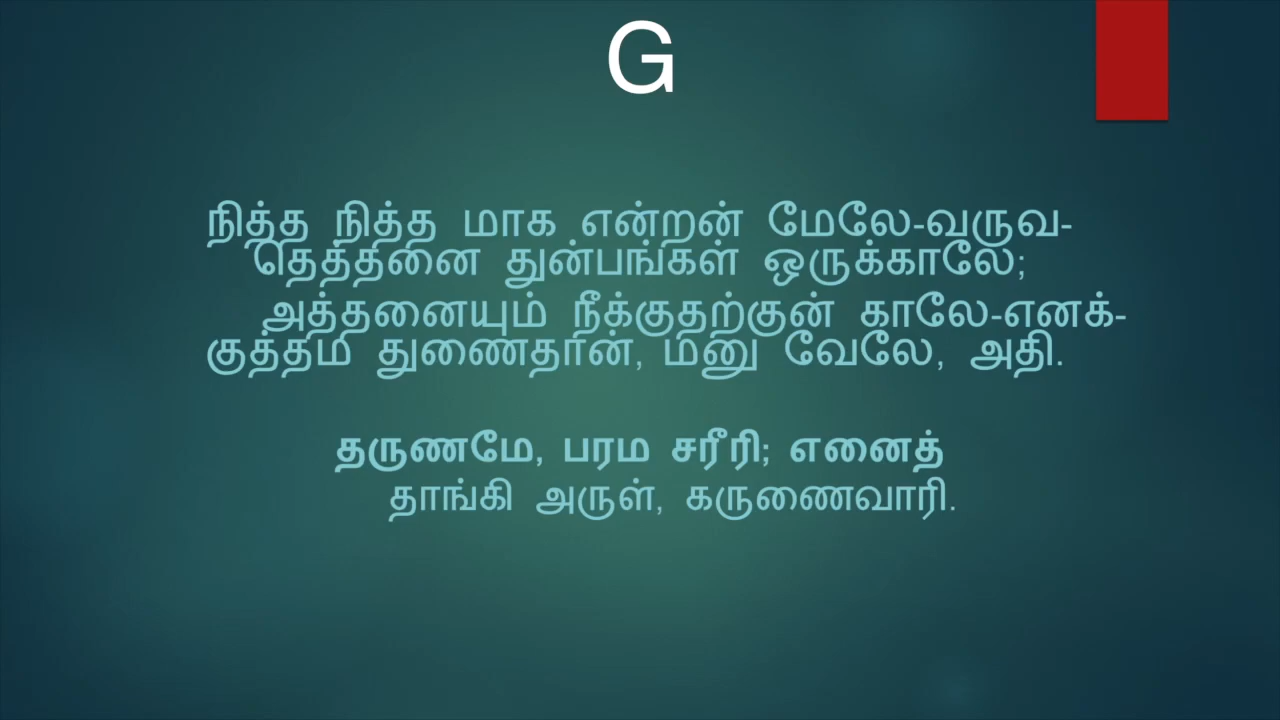 G
நித்த நித்த மாக என்றன் மேலே-வருவ-
தெத்தினை துன்பங்கள் ஒருக்காலே;
அத்தனையும் நீக்குதற்குன் காலே-எனக்-
குத்தம துணைதாரன், மனு வேலே, அதி.
தருணமே, பரம சரீரி; எனைத்
தாங்கி அருள், கருணைவாரி.